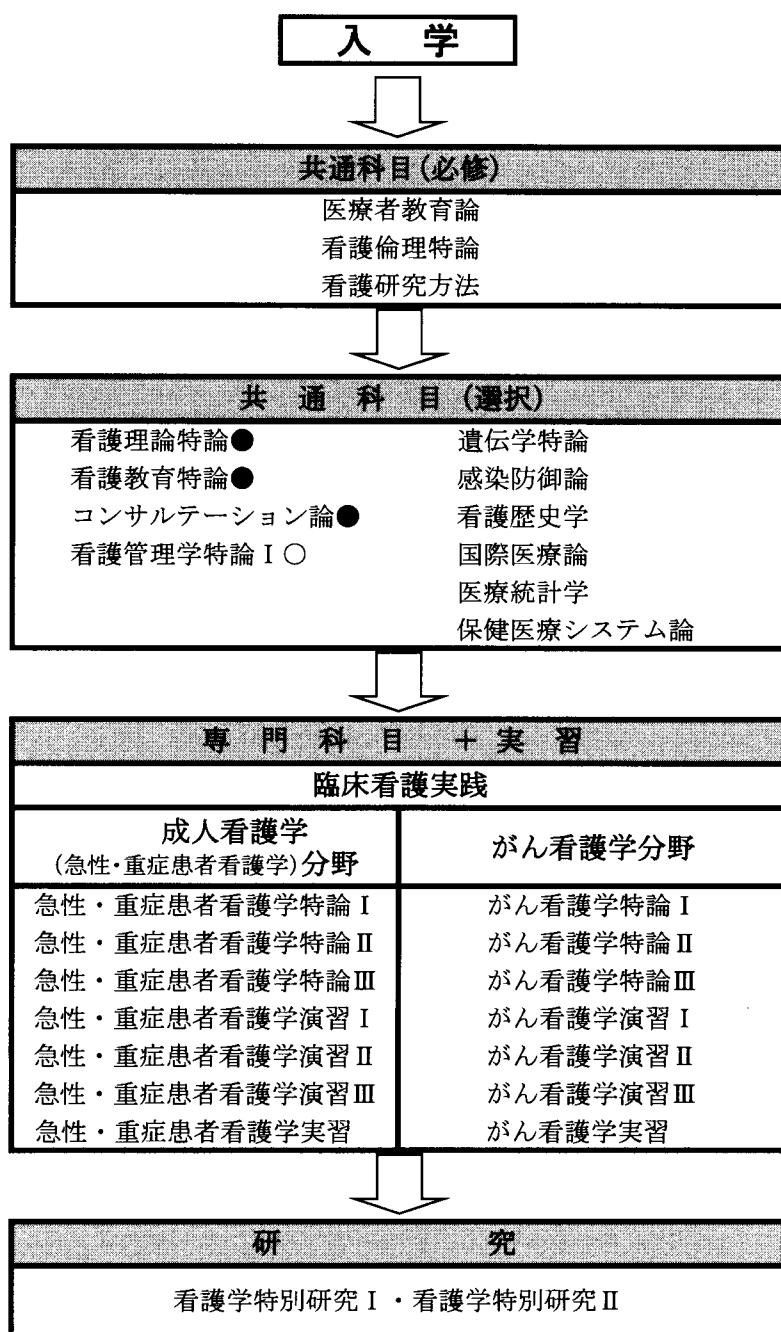 入 学
共通科目(必修)
医療者教育論
看護倫理特論
看護研究方法
共 通 科 目 (選択)
看護理論特論●
看護教育特論●
コンサルテーション論●
看護管理学特論Ⅰ○
遺伝学特論
感染防御論
看護歴史学
国際医療論
医療統計学
保健医療システム論
専 門 科 目 + 実 習
臨床看護実践
成人看護学
(急性・重症患者看護学)分野
急性・重症患者看護学特論Ⅰ
急性・重症患者看護学特論Ⅱ
急性・重症患者看護学特論Ⅲ
急性・重症患者看護学演習Ⅰ
急性・重症患者看護学演習Ⅱ
急性・重症患者看護学演習Ⅲ
急性・重症患者看護学実習
がん看護学分野
がん看護学特論Ⅰ
がん看護学特論Ⅱ
がん看護学特論Ⅲ
がん看護学演習Ⅰ
がん看護学演習Ⅱ
がん看護学演習Ⅲ
がん看護学実習
研 究
看護学特別研究Ⅰ・看護学特別研究Ⅱ